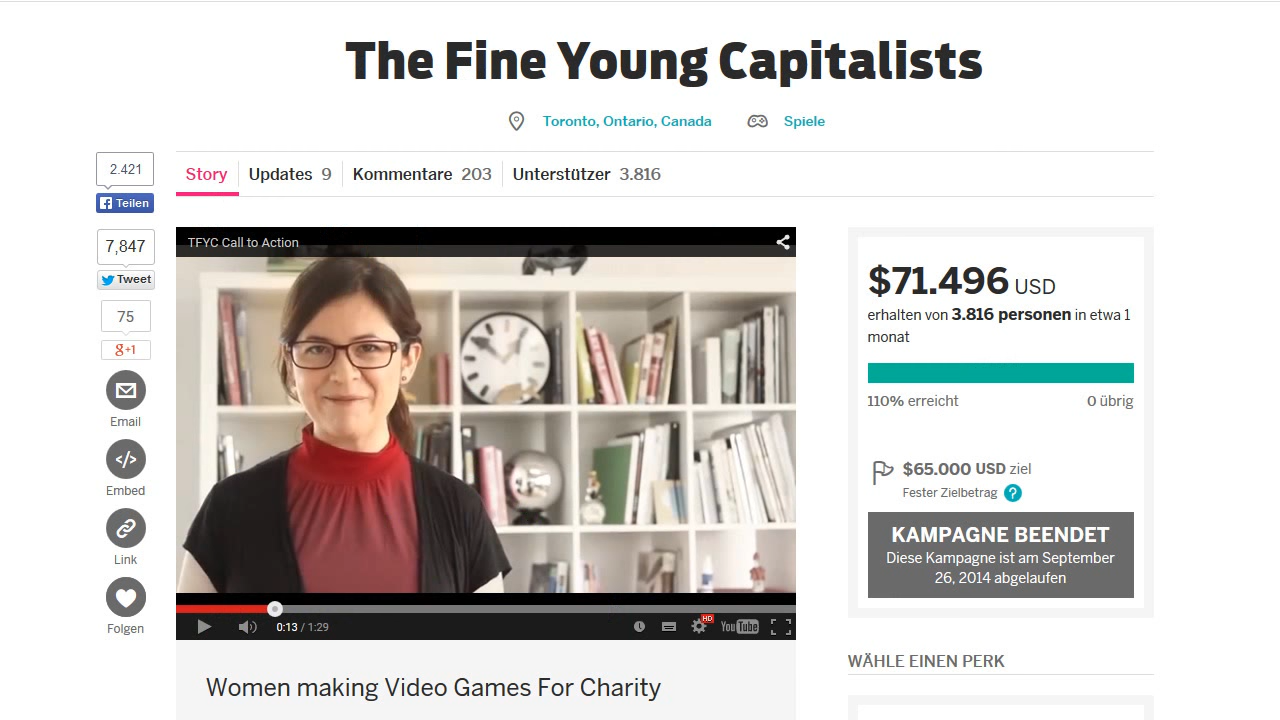 The Fine Young Capitalists
Toronto, Ontario, Canada Spiele
2.421
Teilen
7,847
Tweet
75
g+1
Email
Embed
Link
Folgen
Story Updates 9 Kommentare 203 Unterstützer 3.816
TFYC Call to Action
0:13 / 1:29
HD
YouTube
Women making Video Games For Charity
$71.496 USD
erhalten von 3.816 personen in etwa 1
monat
110% erreicht 0 übrig
$65.000 USD ziel
Fester Zielbetrag ?
KAMPAGNE BEENDET
Diese Kampagne ist am September
26, 2014 abgelaufen
WÄHLE EINEN PERK